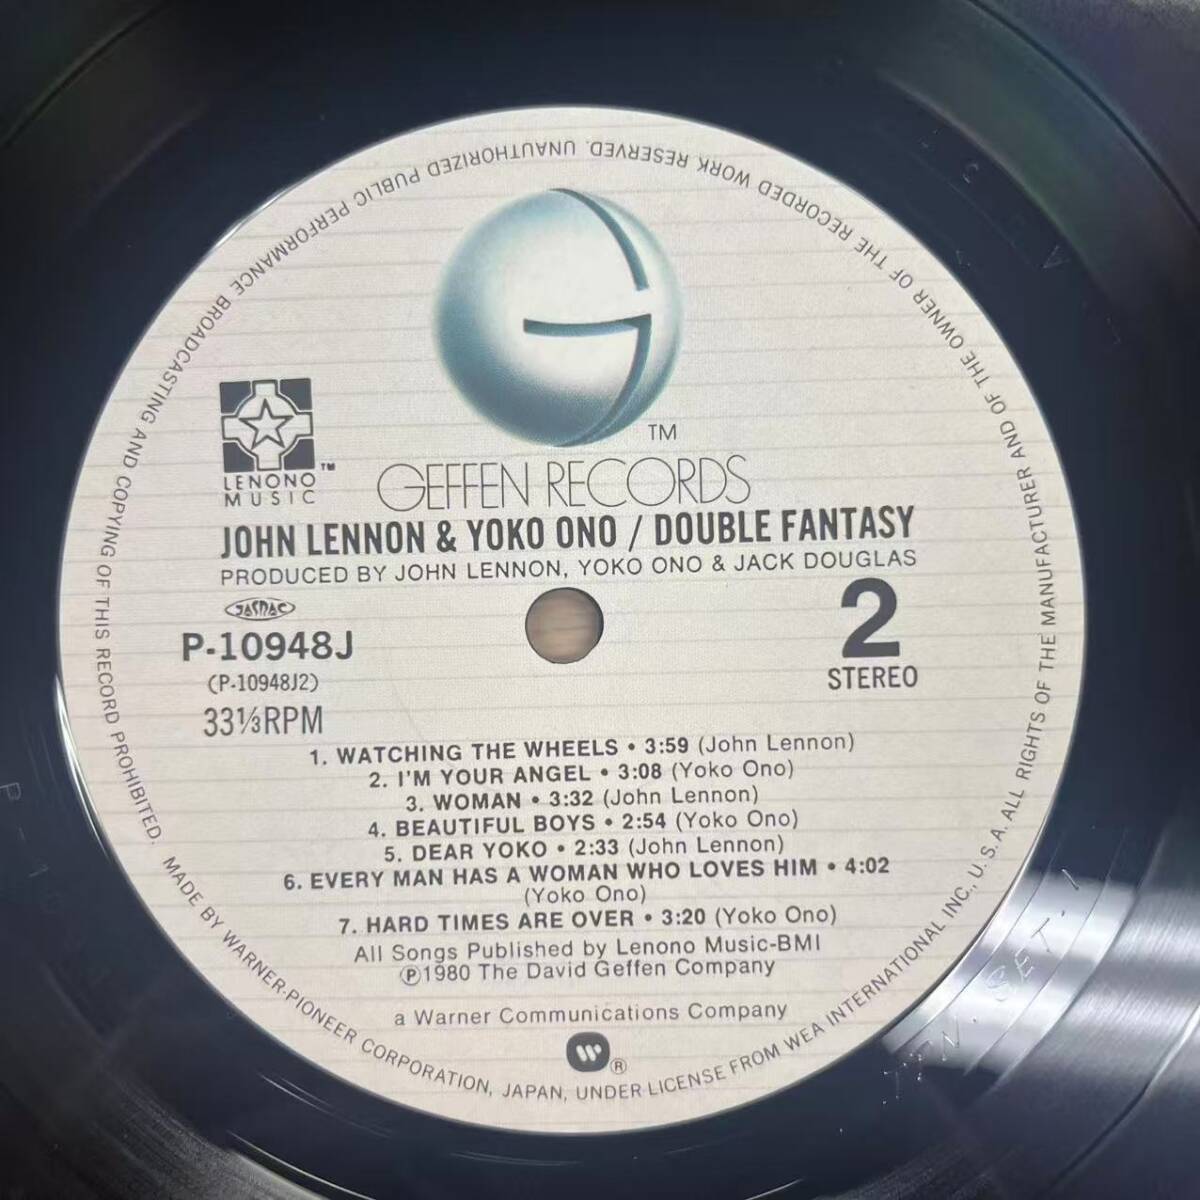 TM
LENONO ™
MUSIC
GEFFEN RECORDS
JOHN LENNON & YOKO ONO / DOUBLE FANTASY
PRODUCED BY JOHN LENNON, YOKO ONO & JACK DOUGLAS
JASRAC
P-10948J
(P-10948J2)
33⅓RPM
2
STEREO
1. WATCHING THE WHEELS • 3:59 (John Lennon)
2. I'M YOUR ANGEL • 3:08 (Yoko Ono)
3. WOMAN • 3:32 (John Lennon)
4. BEAUTIFUL BOYS • 2:54 (Yoko Ono)
5. DEAR YOKO • 2:33 (John Lennon)
6. EVERY MAN HAS A WOMAN WHO LOVES HIM • 4:02
(Yoko Ono)
7. HARD TIMES ARE OVER • 3:20 (Yoko Ono)
All Songs Published by Lenono Music-BMI
℗1980 The David Geffen Company
a Warner Communications Company
®
MADE BY WARNER-PIONEER CORPORATION, JAPAN, UNDER LICENSE FROM WEA INTERNATIONAL INC., U.S.A. ALL RIGHTS OF THE MANUFACTURER AND OF THE OWNER OF THE RECORDED WORK RESERVED. UNAUTHORIZED PUBLIC PERFORMANCE BROADCASTING AND COPYING OF THIS RECORD PROHIBITED.